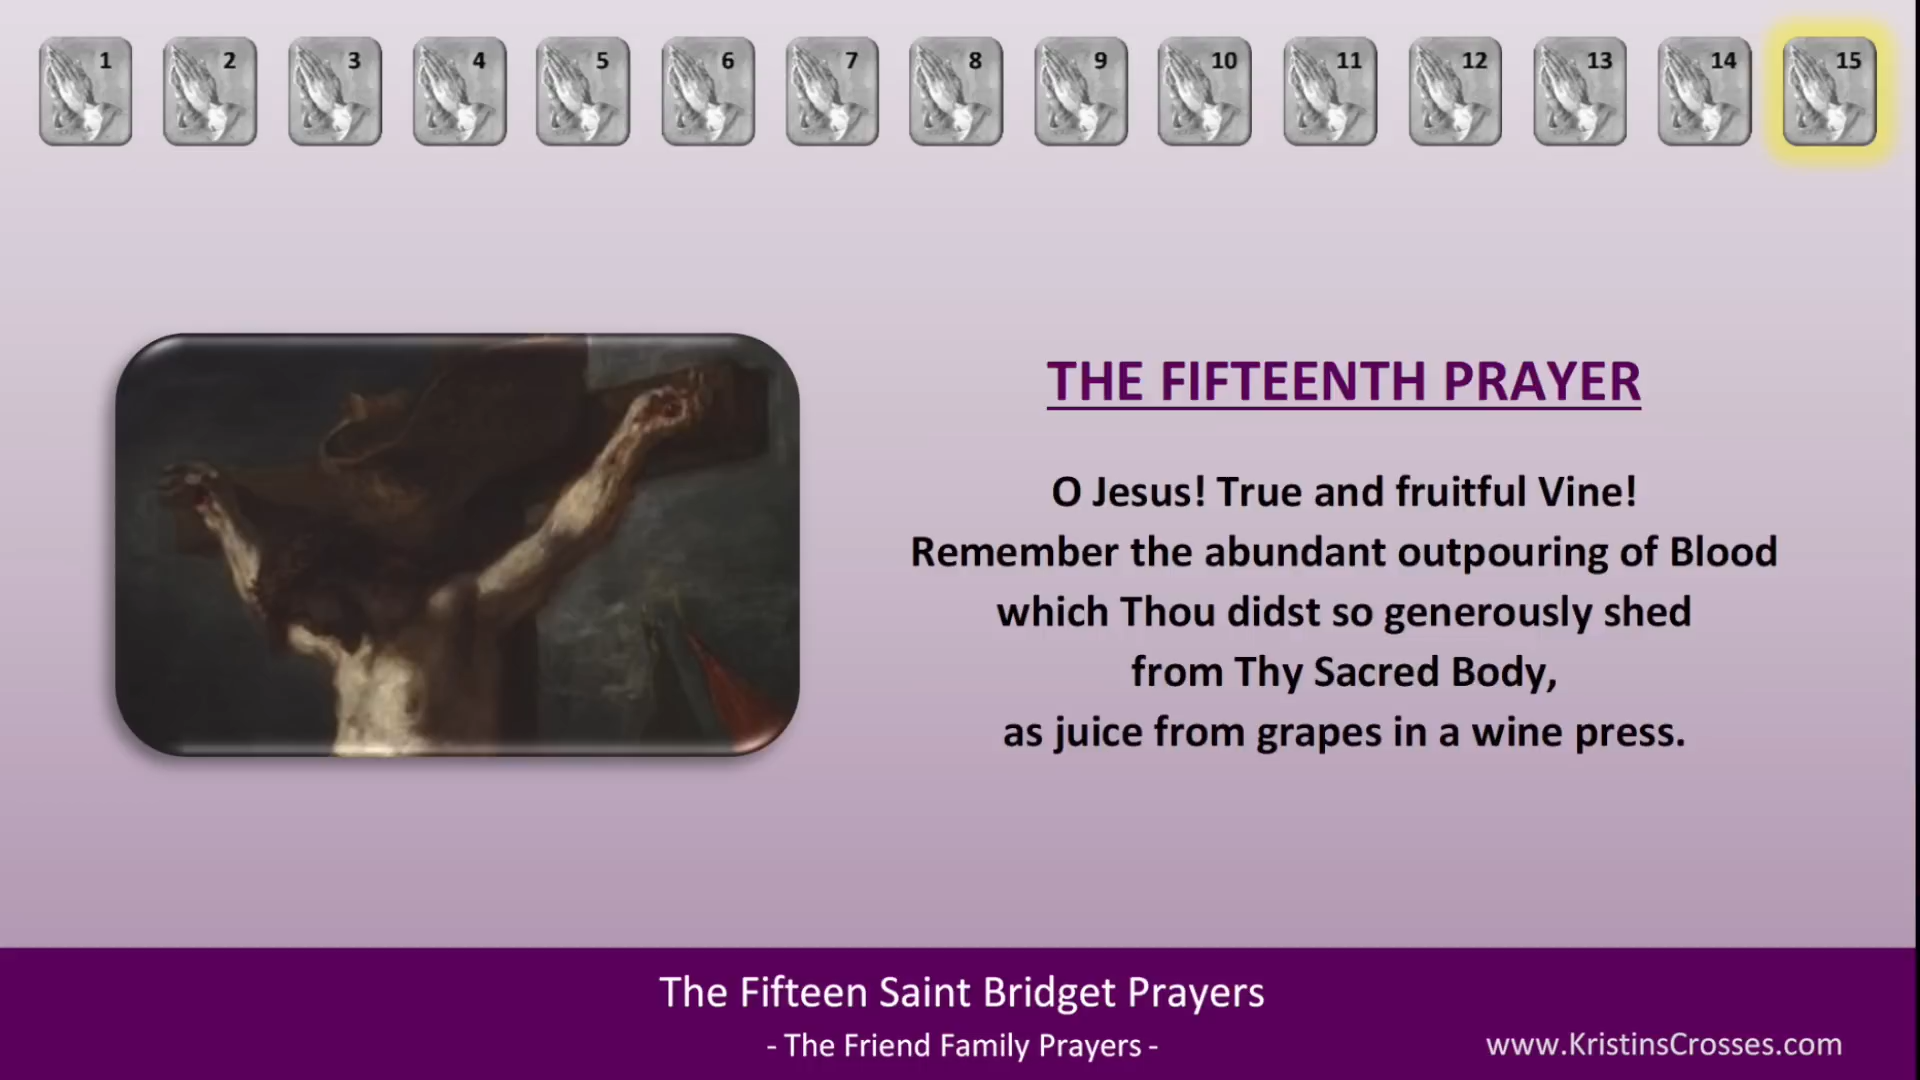 1 2 3 4 5 6 7 8 9 10 11 12 13 14 15
THE FIFTEENTH PRAYER
O Jesus! True and fruitful Vine!
Remember the abundant outpouring of Blood
which Thou didst so generously shed
from Thy Sacred Body,
as juice from grapes in a wine press.
The Fifteen Saint Bridget Prayers
- The Friend Family Prayers -
www.KristinsCrosses.com